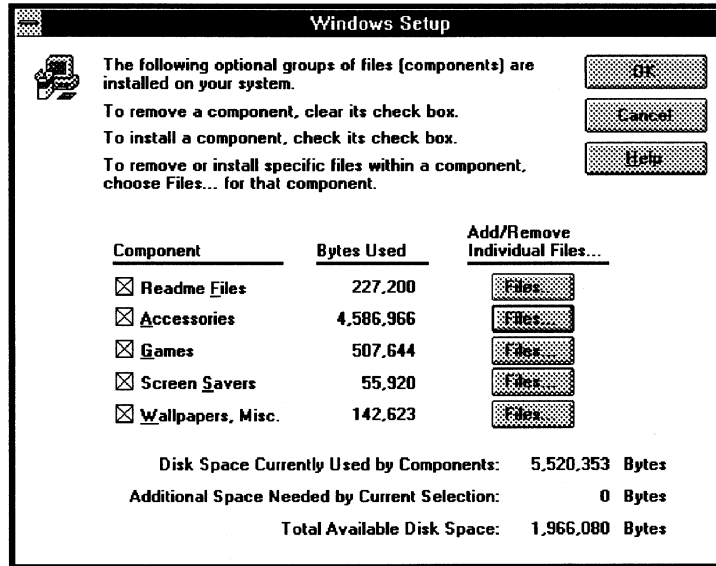 Windows Setup
The following optional groups of files (components) are
installed on your system.
To remove a component, clear its check box.
To install a component, check its check box.
To remove or install specific files within a component,
choose Files... for that component.
OK
Cancel
Help
Component Bytes Used Add/Remove
Individual Files...
Readme Files 227,200 Files...
Accessories 4,586,966 Files...
Games 507,644 Files...
Screen Savers 55,920 Files...
Wallpapers, Misc. 142,623 Files...
Disk Space Currently Used by Components: 5,520,353 Bytes
Additional Space Needed by Current Selection: 0 Bytes
Total Available Disk Space: 1,966,080 Bytes